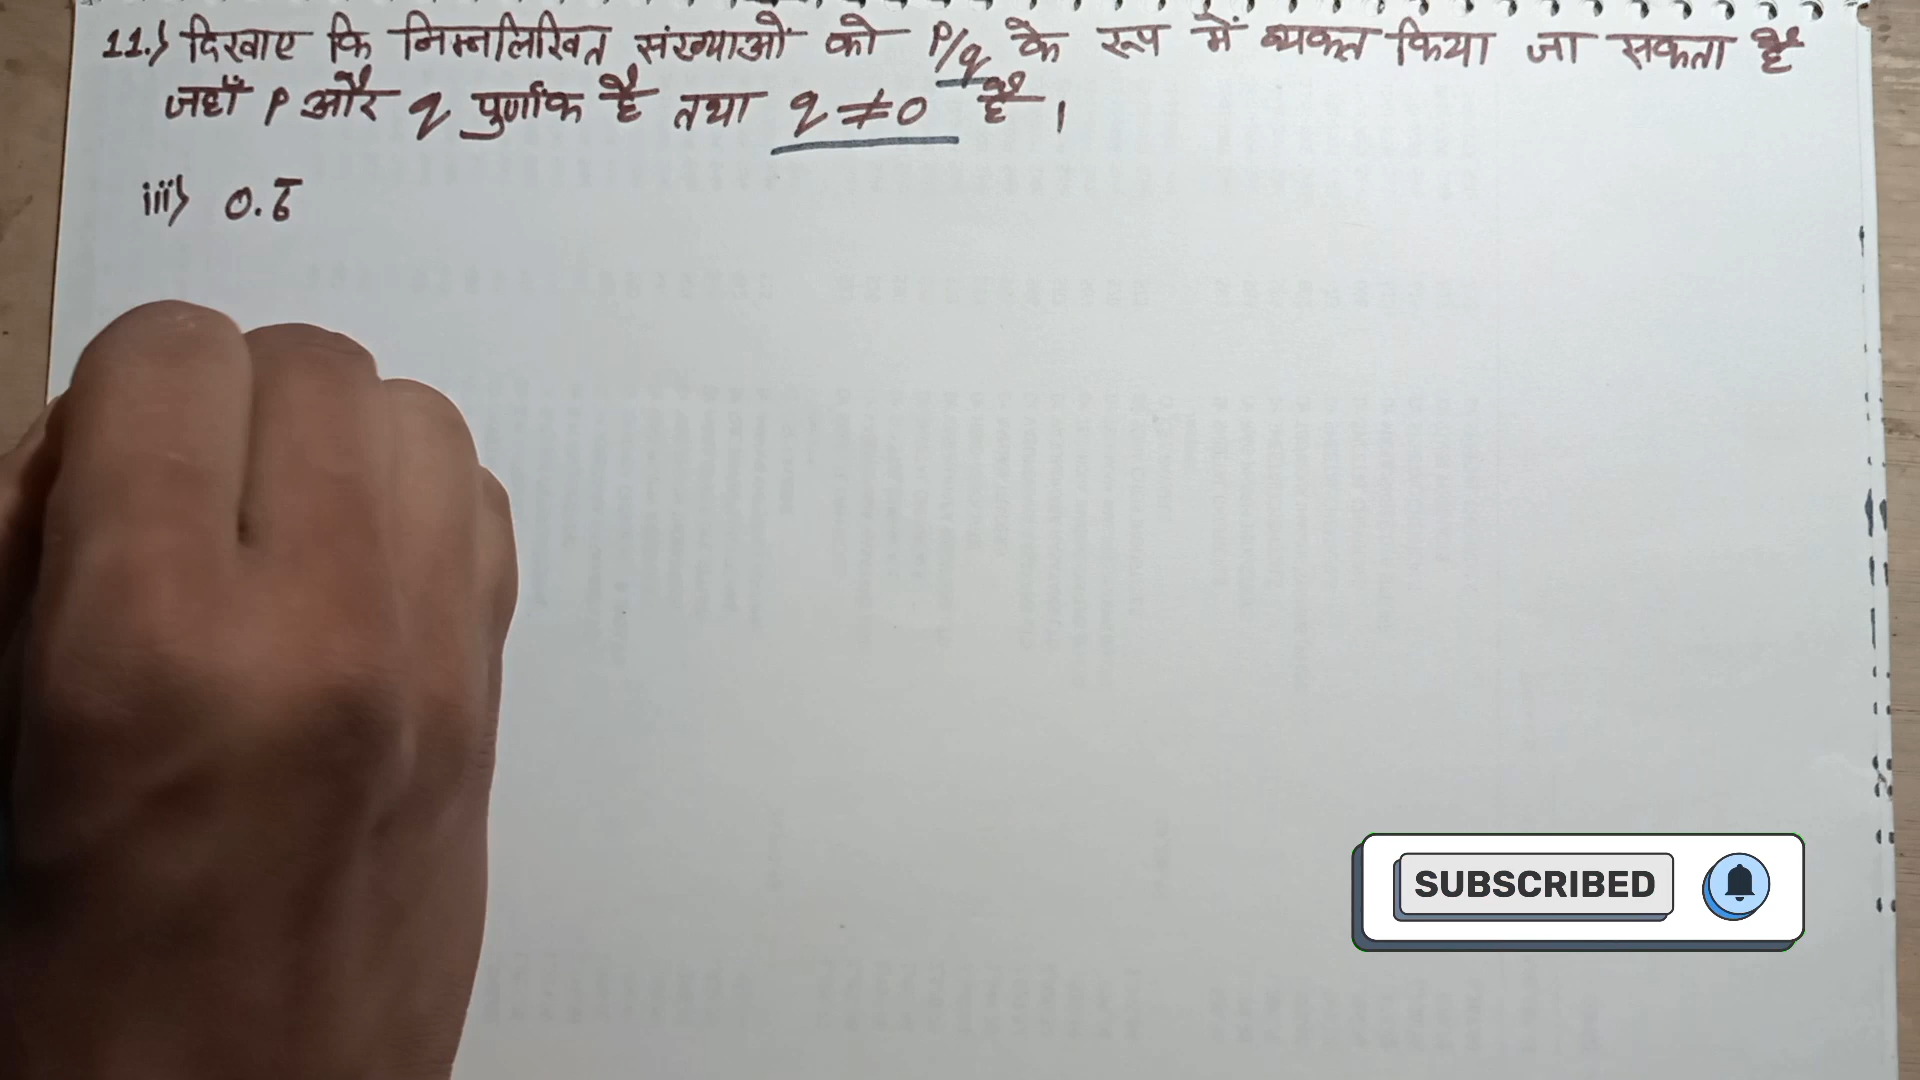 11.) दिखाए कि निम्नलिखित संख्याओं को P/q के रूप में व्यक्त किया जा सकता है
जहाँ p और q पुर्णांक है तथा q ≠ 0 है ।
iii) 0.6̅
SUBSCRIBED